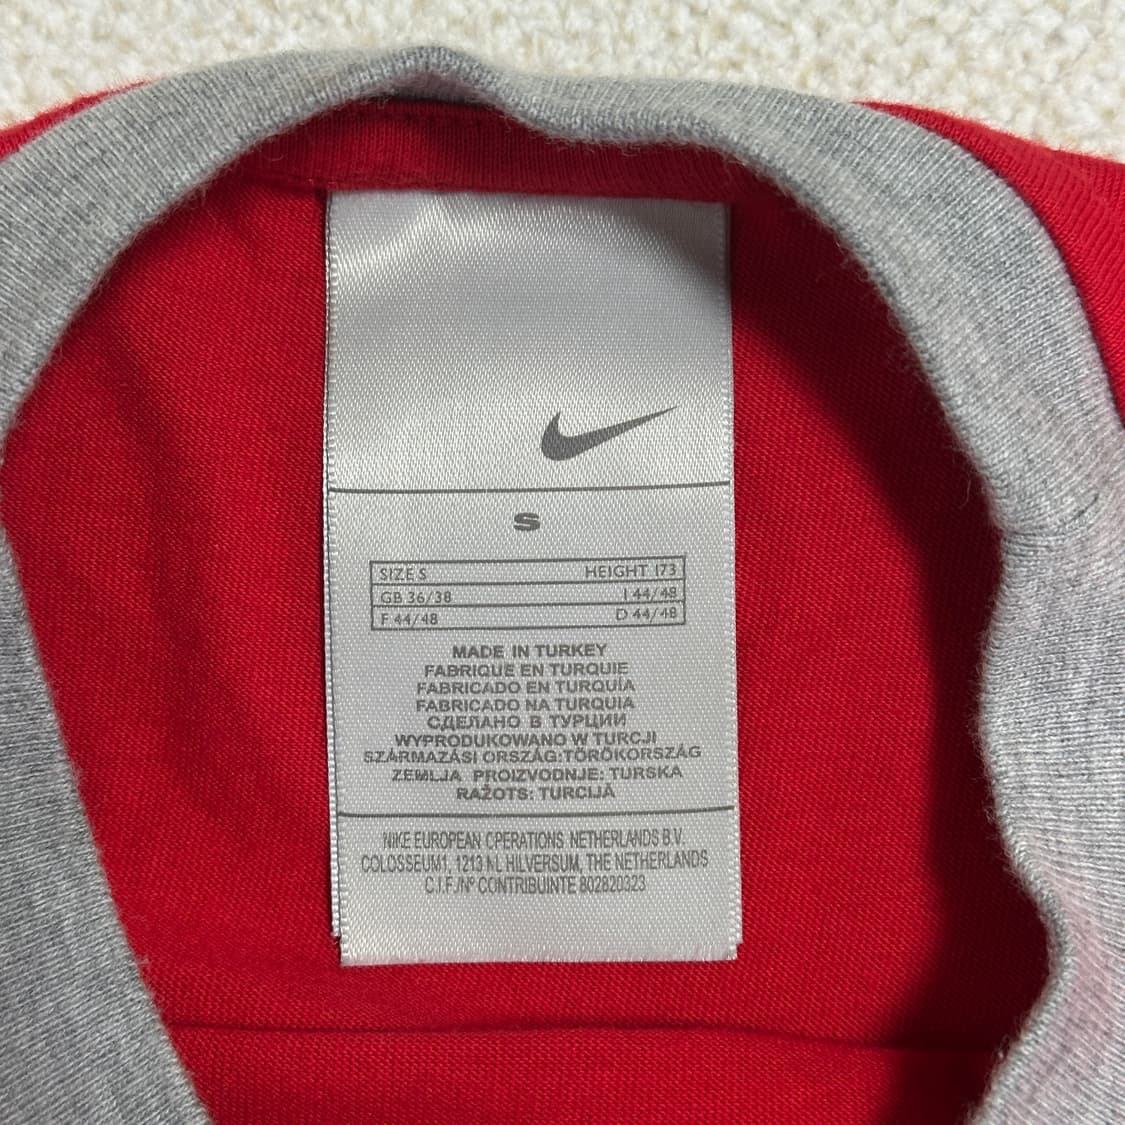 S
SIZE S HEIGHT 173
GB 36/38 I 44/48
F 44/48 D 44/48
MADE IN TURKEY
FABRIQUE EN TURQUIE
FABRICADO EN TURQUÍA
FABRICADO NA TURQUIA
СДЕЛАНО В ТУРЦИИ
WYPRODUKOWANO W TURCJI
SZÁRMAZÁSI ORSZÁG:TÖRÖKORSZÁG
ZEMLJA PROIZVODNJE: TURSKA
RAŽOTS: TURCIJĀ
NIKE EUROPEAN OPERATIONS NETHERLANDS B.V.
COLOSSEUM1, 1213 NL HILVERSUM, THE NETHERLANDS
C.I.F./Nº CONTRIBUINTE 802820323